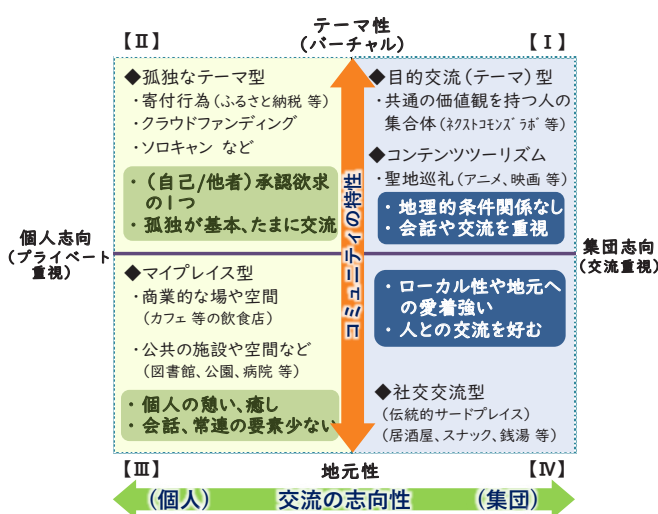 テーマ性
（バーチャル）
【Ⅱ】
【Ⅰ】
◆孤独なテーマ型
・寄付行為（ふるさと納税 等）
・クラウドファンディング
・ソロキャン など
・（自己/他者）承認欲求
の1つ
・孤独が基本、たまに交流
◆目的交流（テーマ）型
・共通の価値観を持つ人の
集合体（ﾈｸｽﾄｺﾓﾝｽﾞﾗﾎﾞ等）
◆コンテンツツーリズム
・聖地巡礼（アニメ、映画 等）
・地理的条件関係なし
・会話や交流を重視
コミュニティの特性
個人志向
（プライベート
重視）
集団志向
（交流重視）
◆マイプレイス型
・商業的な場や空間
（カフェ 等の飲食店）
・公共の施設や空間など
（図書館、公園、病院 等）
・個人の憩い、癒し
・会話、常連の要素少ない
・ローカル性や地元へ
の愛着強い
・人との交流を好む
◆社交交流型
（伝統的サードプレイス）
（居酒屋、スナック、銭湯 等）
【Ⅲ】
地元性
【Ⅳ】
（個人）
交流の志向性
（集団）